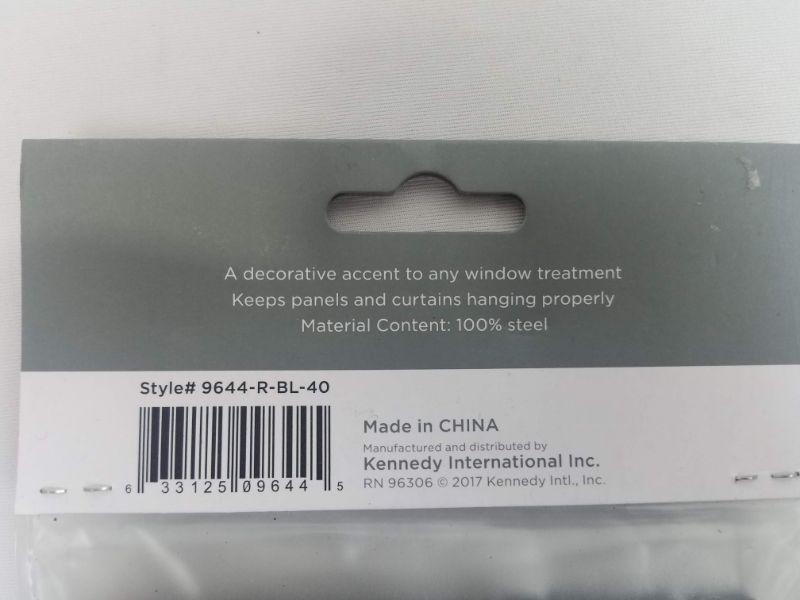 A decorative accent to any window treatment
Keeps panels and curtains hanging properly
Material Content: 100% steel
Style# 9644-R-BL-40
6 33125 09644 5
Made in CHINA
Manufactured and distributed by
Kennedy International Inc.
RN 96306 © 2017 Kennedy Intl., Inc.